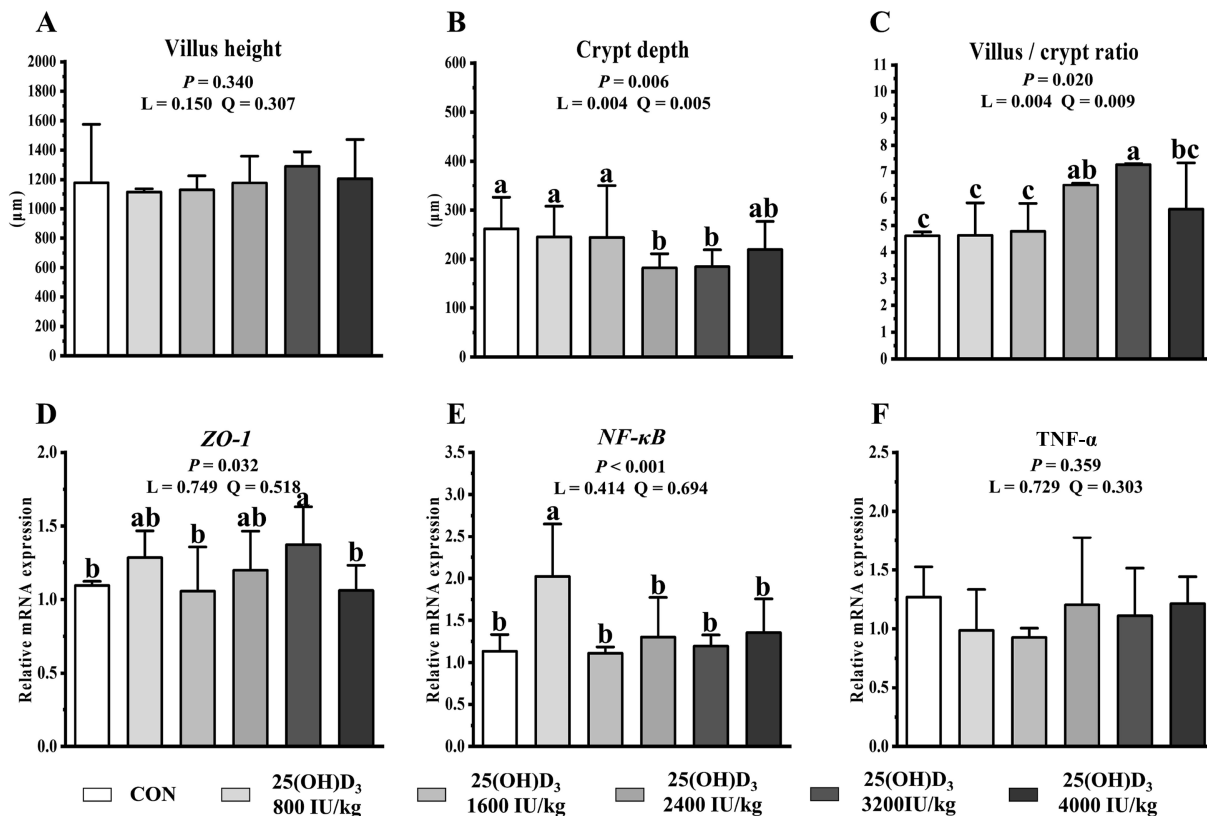 A
Villus height
P = 0.340
L = 0.150 Q = 0.307
(μm)
2000
1800
1600
1400
1200
1000
800
600
400
200
0
B
Crypt depth
P = 0.006
L = 0.004 Q = 0.005
(μm)
600
500
400
300
200
100
0
a
a
a
b
b
ab
C
Villus / crypt ratio
P = 0.020
L = 0.004 Q = 0.009
11
10
9
8
7
6
5
4
3
2
1
0
c
c
c
ab
a
bc
D
ZO-1
P = 0.032
L = 0.749 Q = 0.518
Relative mRNA expression
2.0
1.5
1.0
0.5
0.0
b
ab
b
ab
a
b
E
NF-κB
P < 0.001
L = 0.414 Q = 0.694
Relative mRNA expression
3.5
3.0
2.5
2.0
1.5
1.0
0.5
0.0
b
a
b
b
b
b
F
TNF-α
P = 0.359
L = 0.729 Q = 0.303
Relative mRNA expression
2.5
2.0
1.5
1.0
0.5
0.0
CON
25(OH)D3
800 IU/kg
25(OH)D3
1600 IU/kg
25(OH)D3
2400 IU/kg
25(OH)D3
3200IU/kg
25(OH)D3
4000 IU/kg